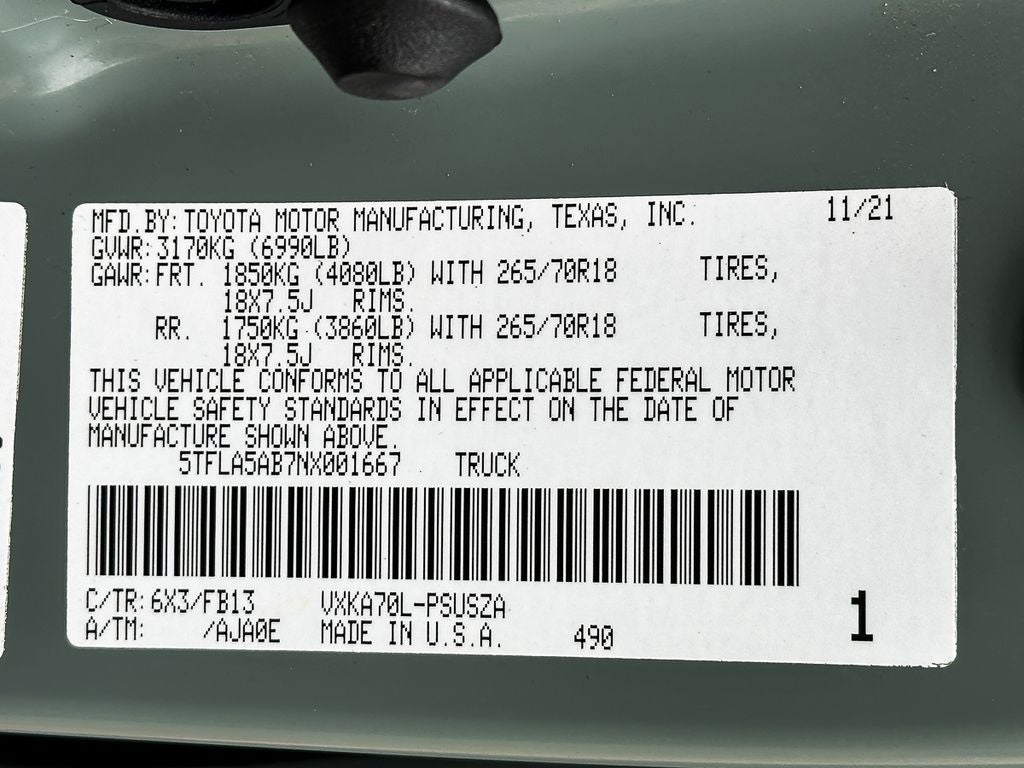 MFD.BY:TOYOTA MOTOR MANUFACTURING, TEXAS, INC. 11/21
GVWR:3170KG (6990LB)
GAWR:FRT. 1850KG (4080LB) WITH 265/70R18 TIRES,
18X7.5J RIMS.
RR. 1750KG (3860LB) WITH 265/70R18 TIRES,
18X7.5J RIMS.
THIS VEHICLE CONFORMS TO ALL APPLICABLE FEDERAL MOTOR
VEHICLE SAFETY STANDARDS IN EFFECT ON THE DATE OF
MANUFACTURE SHOWN ABOVE.
5TFLA5AB7NX001667 TRUCK
C/TR:6X3/FB13 VXKA70L-PSUSZA
A/TM: /AJA0E MADE IN U.S.A. 490
1